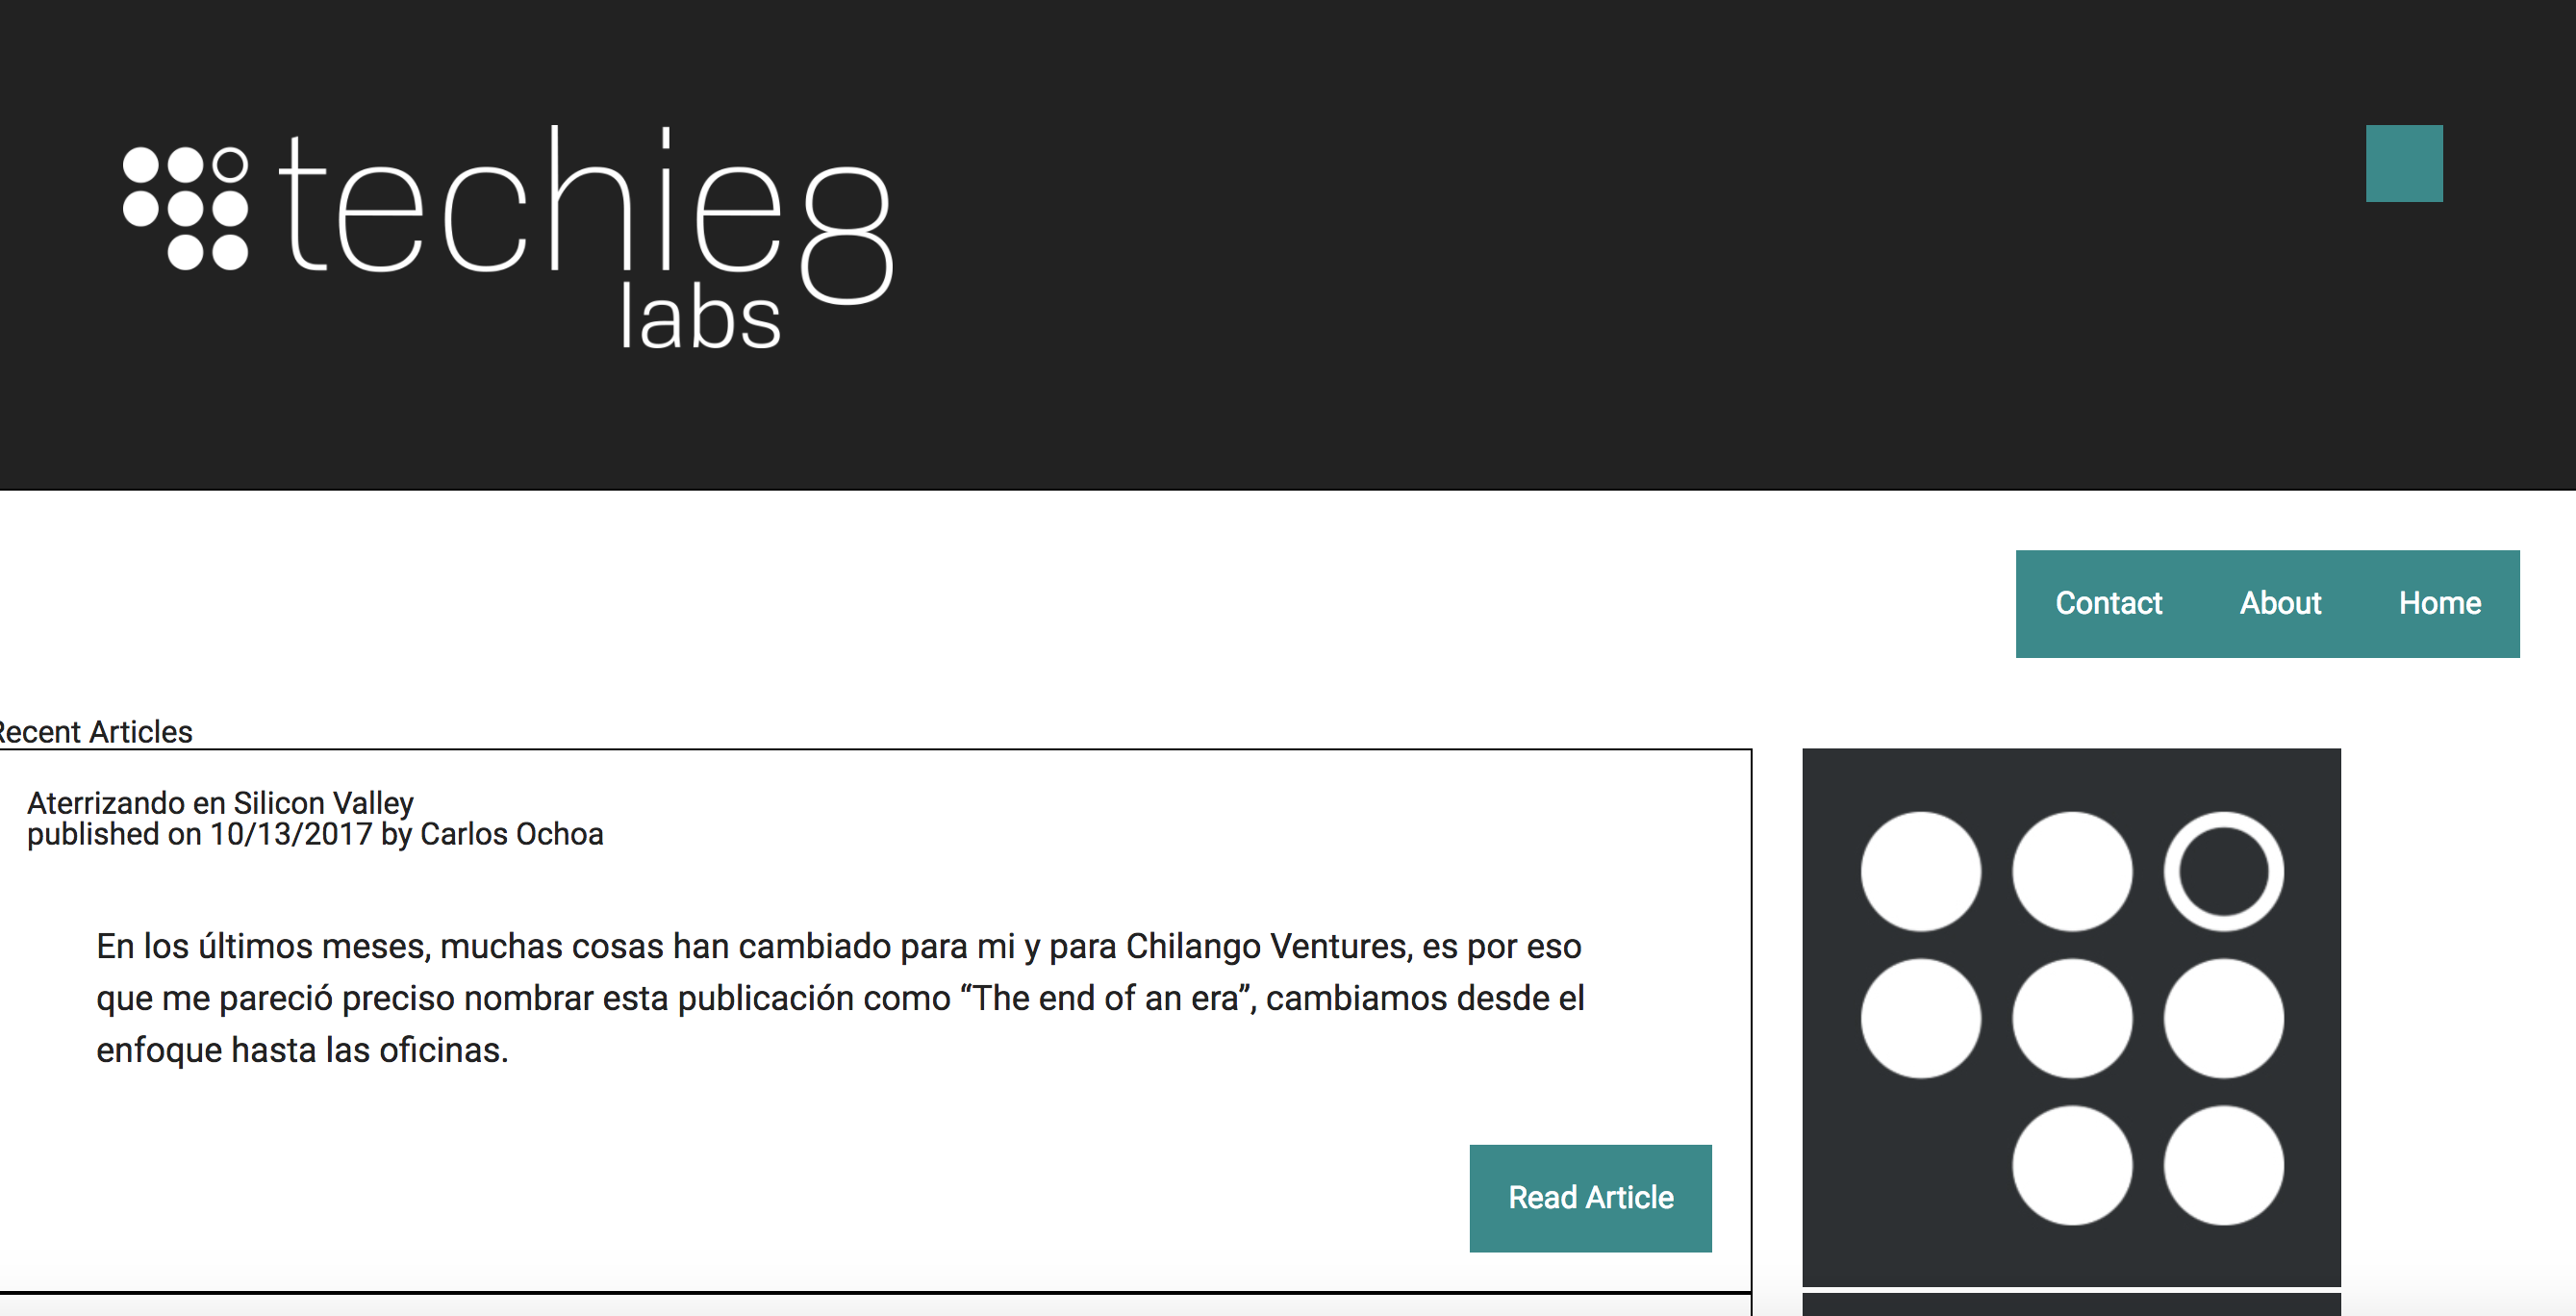 techie8
labs
Contact About Home
Recent Articles
Aterrizando en Silicon Valley
published on 10/13/2017 by Carlos Ochoa
En los últimos meses, muchas cosas han cambiado para mi y para Chilango Ventures, es por eso
que me pareció preciso nombrar esta publicación como “The end of an era”, cambiamos desde el
enfoque hasta las oficinas.
Read Article